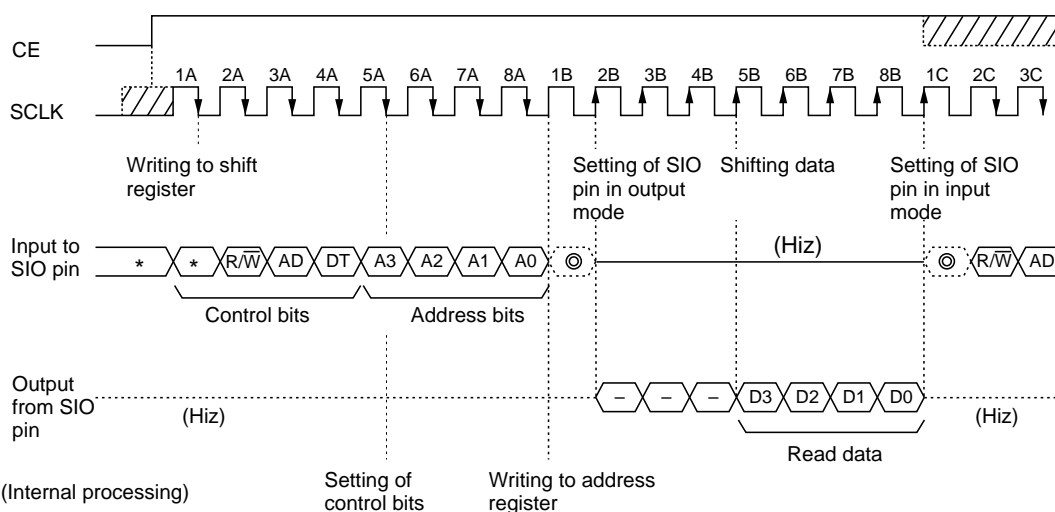 CE
1A 2A 3A 4A 5A 6A 7A 8A 1B 2B 3B 4B 5B 6B 7B 8B 1C 2C 3C
SCLK
Writing to shift
register
Setting of SIO
pin in output
mode
Shifting data
Setting of SIO
pin in input
mode
Input to
SIO pin
* * R/W̅ AD DT A3 A2 A1 A0 ◎ (Hiz) ◎ R/W̅ AD
Control bits
Address bits
Output
from SIO
pin
(Hiz)
– – – D3 D2 D1 D0
(Hiz)
Read data
(Internal processing)
Setting of
control bits
Writing to address
register